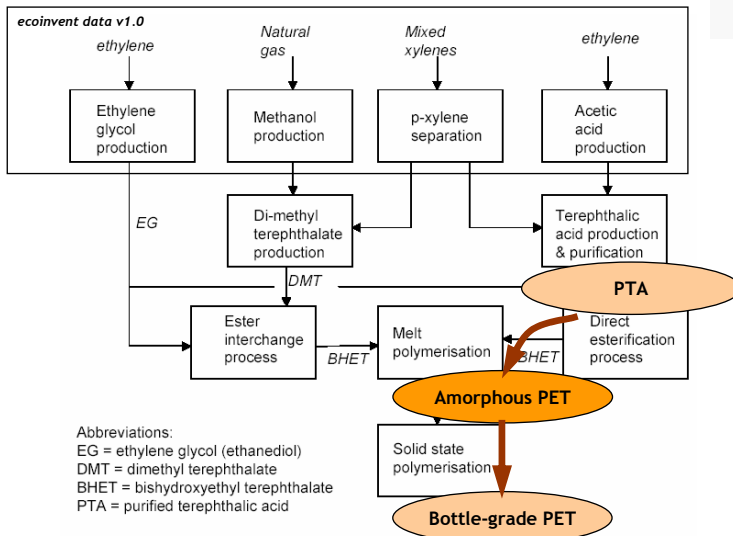 ecoinvent data v1.0
ethylene
Natural
gas
Mixed
xylenes
ethylene
Ethylene
glycol
production
Methanol
production
p-xylene
separation
Acetic
acid
production
EG
Di-methyl
terephthalate
production
Terephthalic
acid production
& purification
DMT
PTA
Ester
interchange
process
BHET
Melt
polymerisation
BHET
Direct
esterification
process
Amorphous PET
Abbreviations:
EG = ethylene glycol (ethanediol)
DMT = dimethyl terephthalate
BHET = bishydroxyethyl terephthalate
PTA = purified terephthalic acid
Solid state
polymerisation
Bottle-grade PET